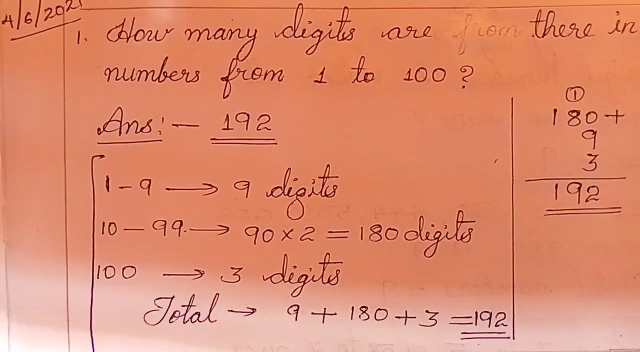 4/6/202
1. How many digits are from there in
numbers from 1 to 100?
Ans:- 192
1-9 → 9 digits
10-99 → 90×2 = 180 digits
100 → 3 digits
Total → 9 + 180 + 3 = 192
①
180+
9
3
192